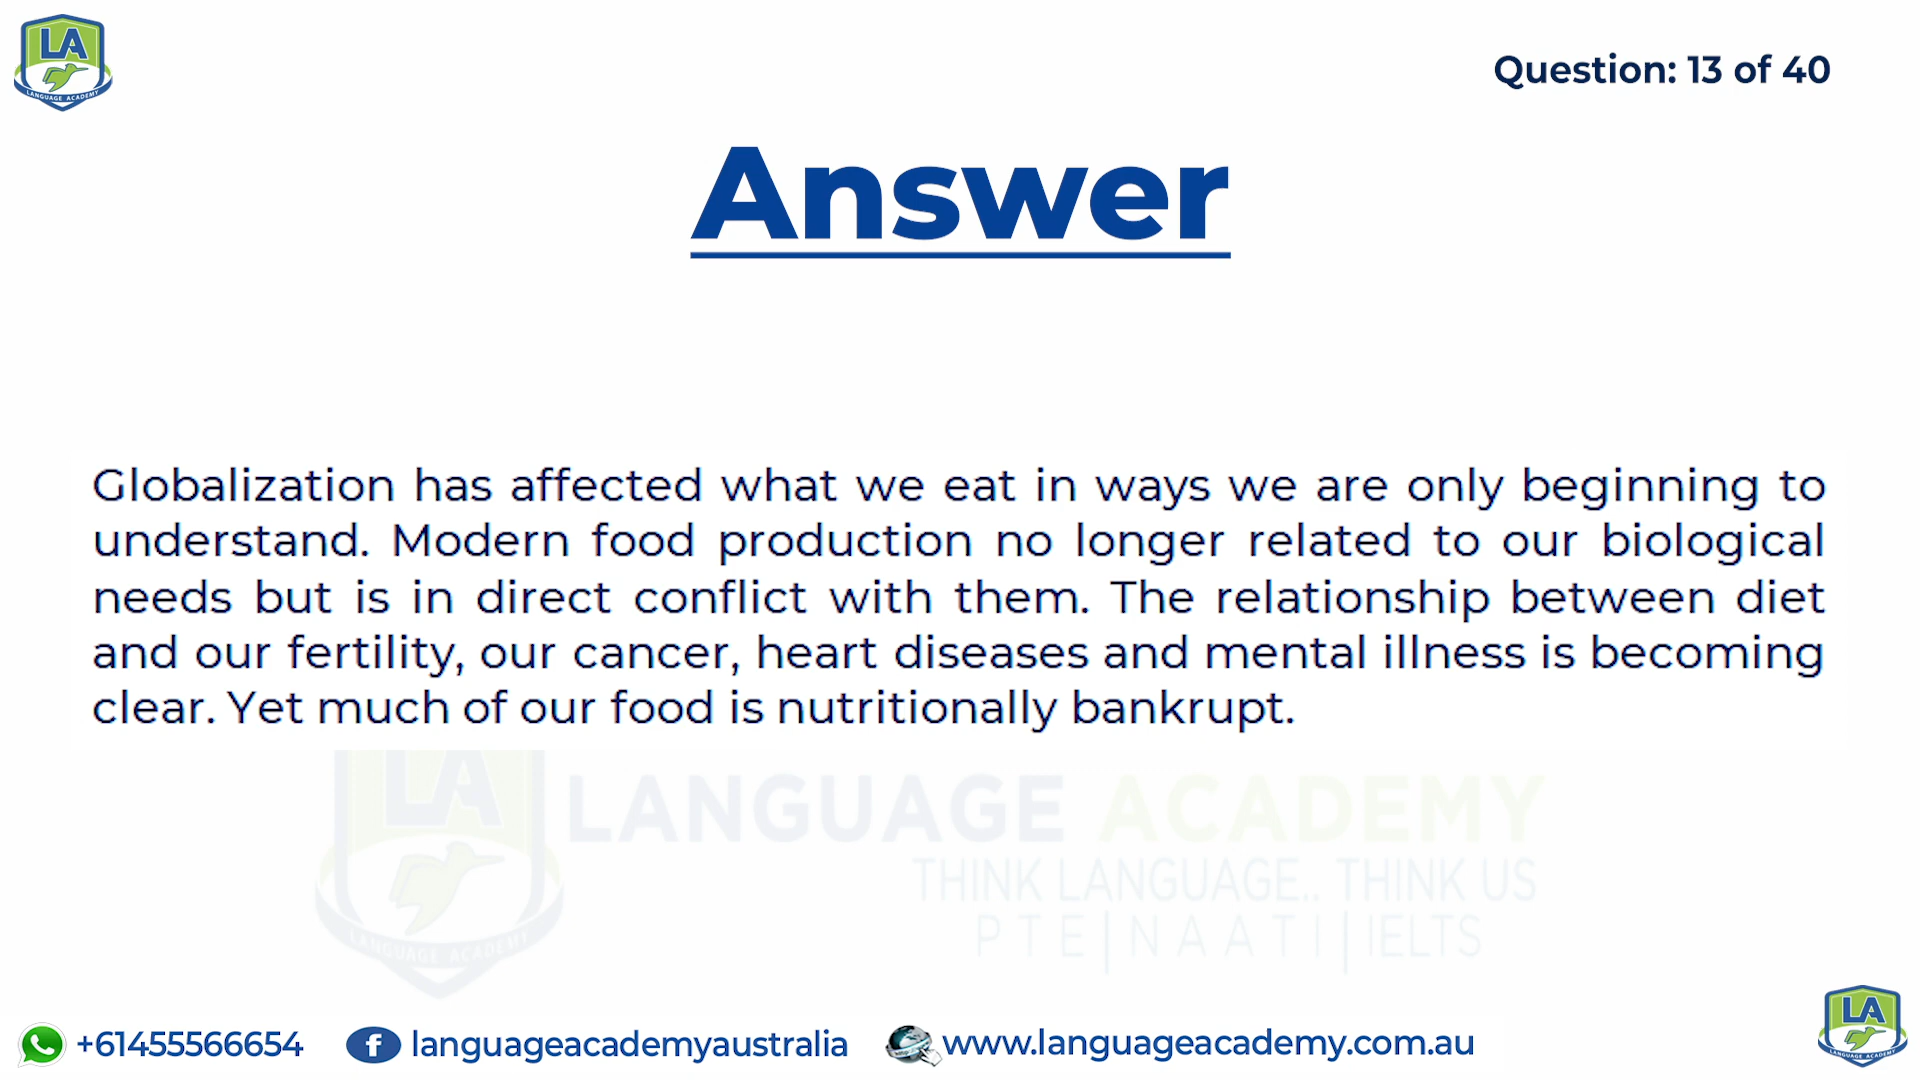 LA
LANGUAGE ACADEMY
Question: 13 of 40
Answer
Globalization has affected what we eat in ways we are only beginning to
understand. Modern food production no longer related to our biological
needs but is in direct conflict with them. The relationship between diet
and our fertility, our cancer, heart diseases and mental illness is becoming
clear. Yet much of our food is nutritionally bankrupt.
LA
LANGUAGE ACADEMY
LANGUAGE ACADEMY
THINK LANGUAGE.. THINK US
PTE|NAATI|IELTS
+61455566654
languageacademyaustralia
www.languageacademy.com.au
LA
LANGUAGE ACADEMY